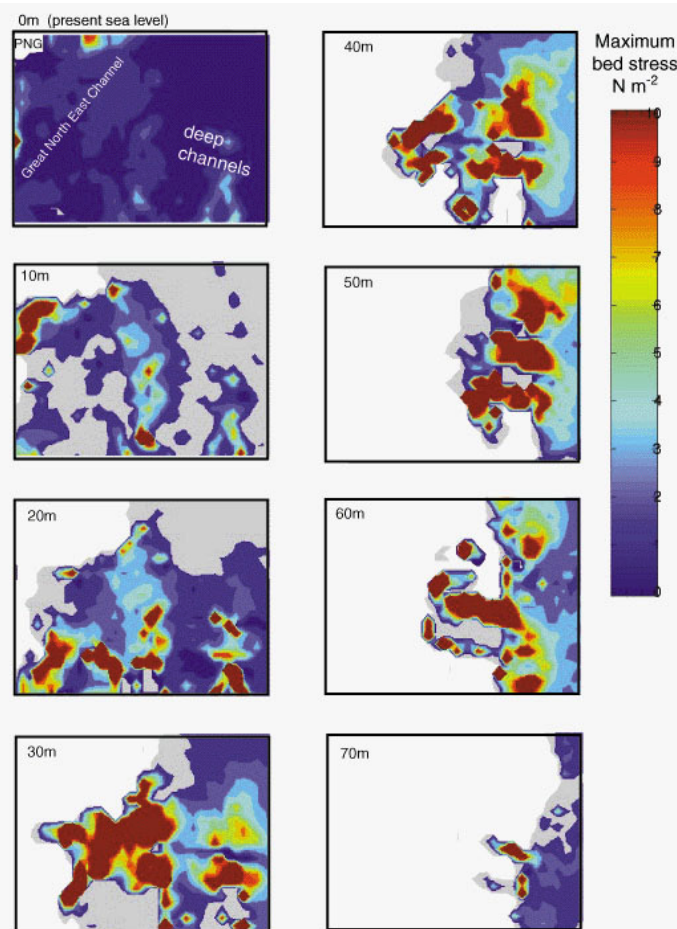 0m (present sea level)
PNG
Great North East Channel
deep
channels
10m
20m
30m
40m
50m
60m
70m
Maximum
bed stress
N m-2
10
9
8
7
6
5
4
3
2
1
0